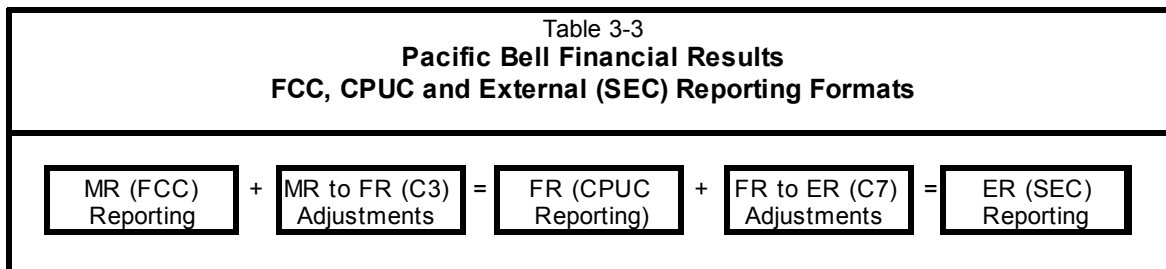 Table 3-3
Pacific Bell Financial Results
FCC, CPUC and External (SEC) Reporting Formats
MR (FCC) Reporting + MR to FR (C3) Adjustments = FR (CPUC Reporting) + FR to ER (C7) Adjustments = ER (SEC) Reporting